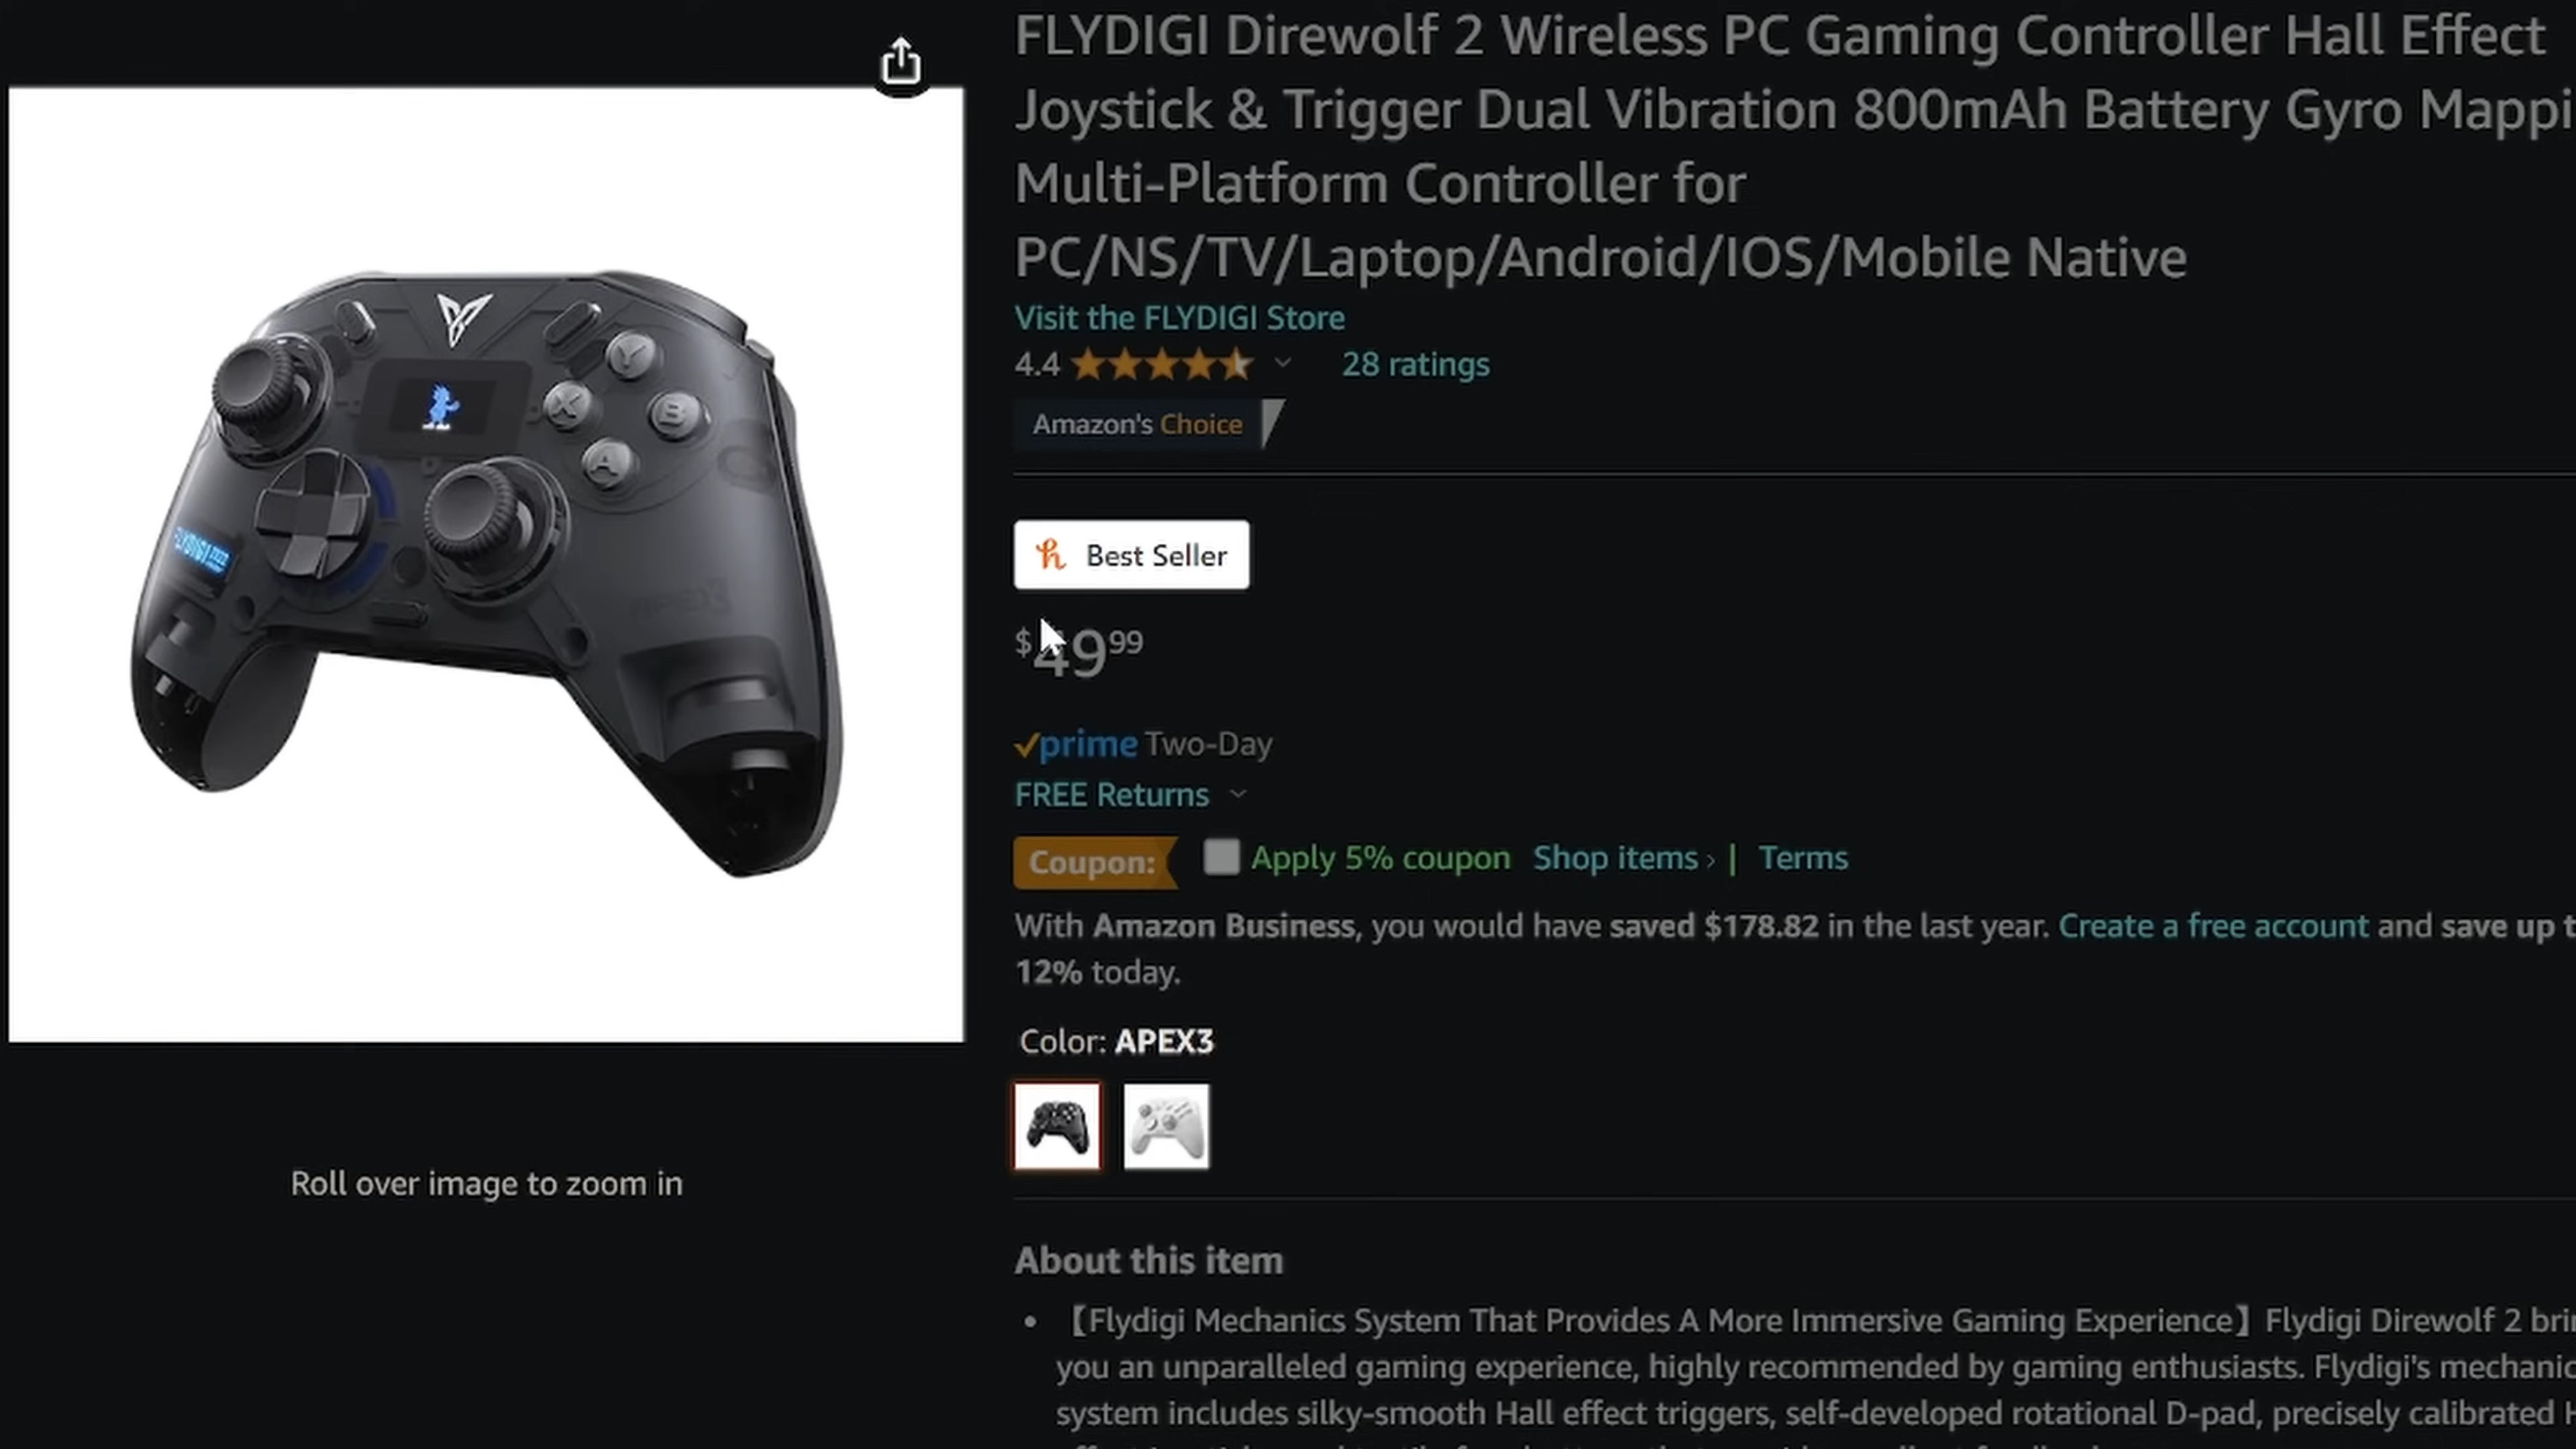 FLYDIGI Direwolf 2 Wireless PC Gaming Controller Hall Effect
Joystick & Trigger Dual Vibration 800mAh Battery Gyro Mappi
Multi-Platform Controller for
PC/NS/TV/Laptop/Android/IOS/Mobile Native
Visit the FLYDIGI Store
4.4 28 ratings
Amazon's Choice
Y
X
B
A
FLYDIGI
APEX3
Best Seller
$49 99
prime Two-Day
FREE Returns
Coupon: Apply 5% coupon Shop items › | Terms
With Amazon Business, you would have saved $178.82 in the last year. Create a free account and save up t
12% today.
Color: APEX3
Roll over image to zoom in
About this item
• 【Flydigi Mechanics System That Provides A More Immersive Gaming Experience】 Flydigi Direwolf 2 bri
you an unparalleled gaming experience, highly recommended by gaming enthusiasts. Flydigi's mechanic
system includes silky-smooth Hall effect triggers, self-developed rotational D-pad, precisely calibrated H